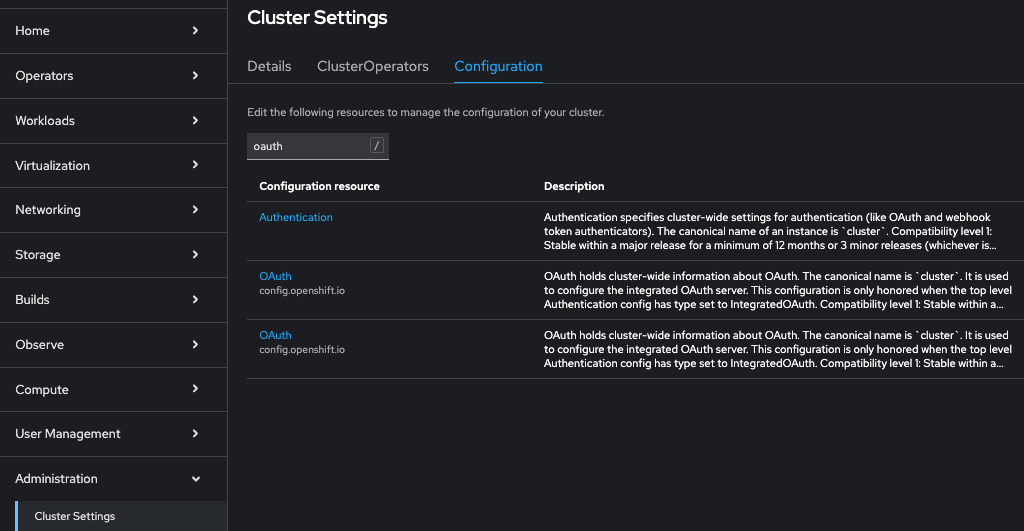 Home
Operators
Workloads
Virtualization
Networking
Storage
Builds
Observe
Compute
User Management
Administration
Cluster Settings
Cluster Settings
Details ClusterOperators Configuration
Edit the following resources to manage the configuration of your cluster.
oauth /
Configuration resource Description
Authentication
Authentication specifies cluster-wide settings for authentication (like OAuth and webhook
token authenticators). The canonical name of an instance is `cluster`. Compatibility level 1:
Stable within a major release for a minimum of 12 months or 3 minor releases (whichever is...
OAuth
config.openshift.io
OAuth holds cluster-wide information about OAuth. The canonical name is `cluster`. It is used
to configure the integrated OAuth server. This configuration is only honored when the top level
Authentication config has type set to IntegratedOAuth. Compatibility level 1: Stable within a...
OAuth
config.openshift.io
OAuth holds cluster-wide information about OAuth. The canonical name is `cluster`. It is used
to configure the integrated OAuth server. This configuration is only honored when the top level
Authentication config has type set to IntegratedOAuth. Compatibility level 1: Stable within a...